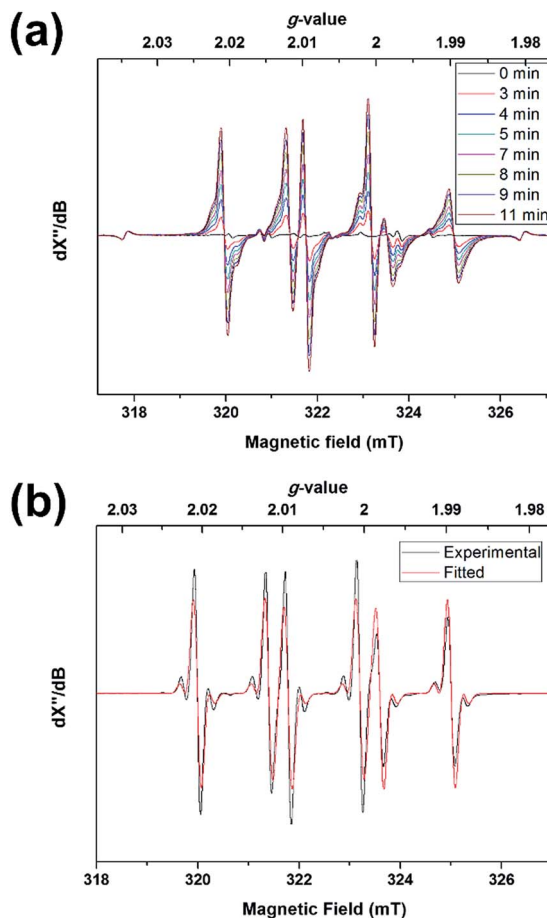 (a)
g-value
2.03 2.02 2.01 2 1.99 1.98
0 min
3 min
4 min
5 min
7 min
8 min
9 min
11 min
dX"/dB
318 320 322 324 326
Magnetic field (mT)
(b)
g-value
2.03 2.02 2.01 2 1.99 1.98
Experimental
Fitted
dX"/dB
318 320 322 324 326
Magnetic Field (mT)